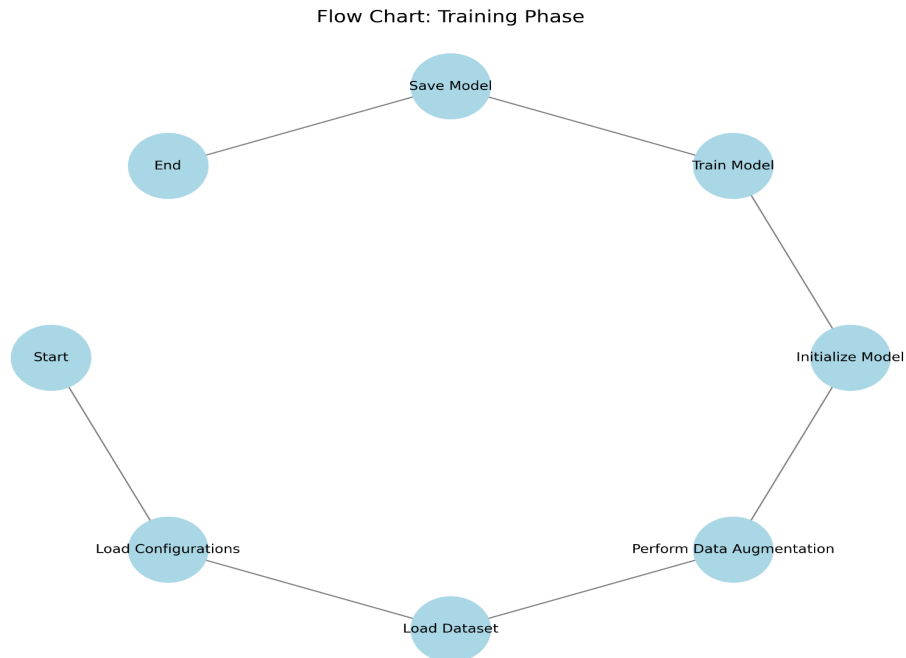 Flow Chart: Training Phase
Save Model
End
Train Model
Start
Initialize Model
Load Configurations
Perform Data Augmentation
Load Dataset